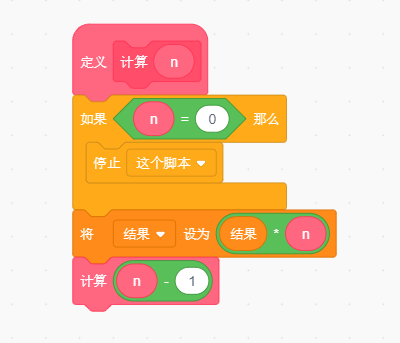 定义 计算 n
如果 n = 0 那么
停止 这个脚本
将 结果 设为 结果 * n
计算 n - 1